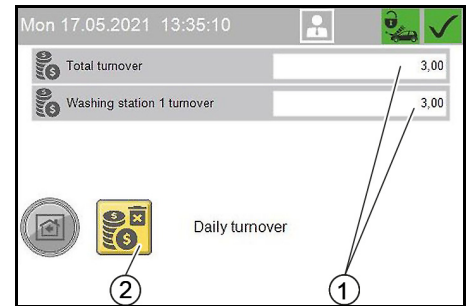 Mon 17.05.2021 13:35:10
Total turnover 3,00
Washing station 1 turnover 3,00
Daily turnover
2 1